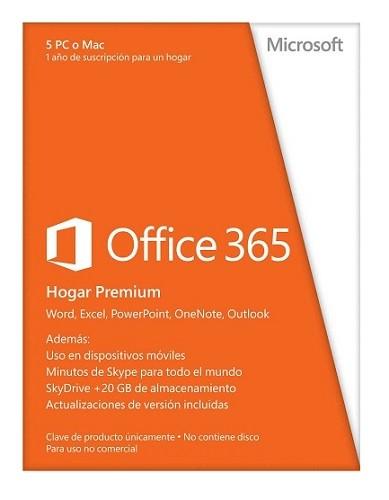 5 PC o Mac
1 año de suscripción para un hogar
Microsoft
Office 365
Hogar Premium
Word, Excel, PowerPoint, OneNote, Outlook
Además:
Uso en dispositivos móviles
Minutos de Skype para todo el mundo
SkyDrive +20 GB de almacenamiento
Actualizaciones de versión incluidas
Clave de producto únicamente • No contiene disco
Para uso no comercial